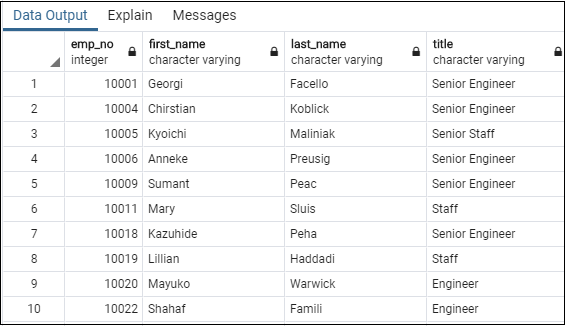 Data Output Explain Messages
emp_no first_name last_name title
integer character varying character varying character varying
1 10001 Georgi Facello Senior Engineer
2 10004 Chirstian Koblick Senior Engineer
3 10005 Kyoichi Maliniak Senior Staff
4 10006 Anneke Preusig Senior Engineer
5 10009 Sumant Peac Senior Engineer
6 10011 Mary Sluis Staff
7 10018 Kazuhide Peha Senior Engineer
8 10019 Lillian Haddadi Staff
9 10020 Mayuko Warwick Engineer
10 10022 Shahaf Famili Engineer